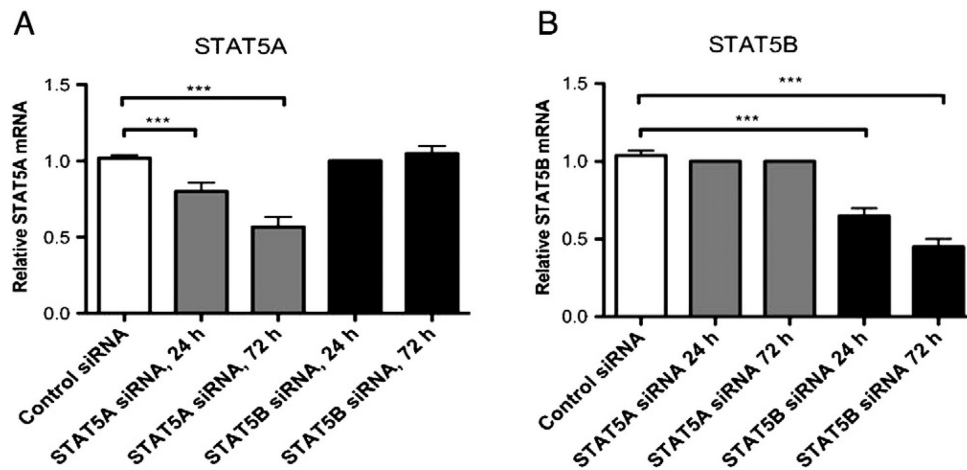 A
STAT5A
Relative STAT5A mRNA
1.5
1.0
0.5
0.0
***
***
Control siRNA
STAT5A siRNA, 24 h
STAT5A siRNA, 72 h
STAT5B siRNA, 24 h
STAT5B siRNA, 72 h
B
STAT5B
Relative STAT5B mRNA
1.5
1.0
0.5
0.0
***
***
Control siRNA
STAT5A siRNA 24 h
STAT5A siRNA 72 h
STAT5B siRNA 24 h
STAT5B siRNA 72 h